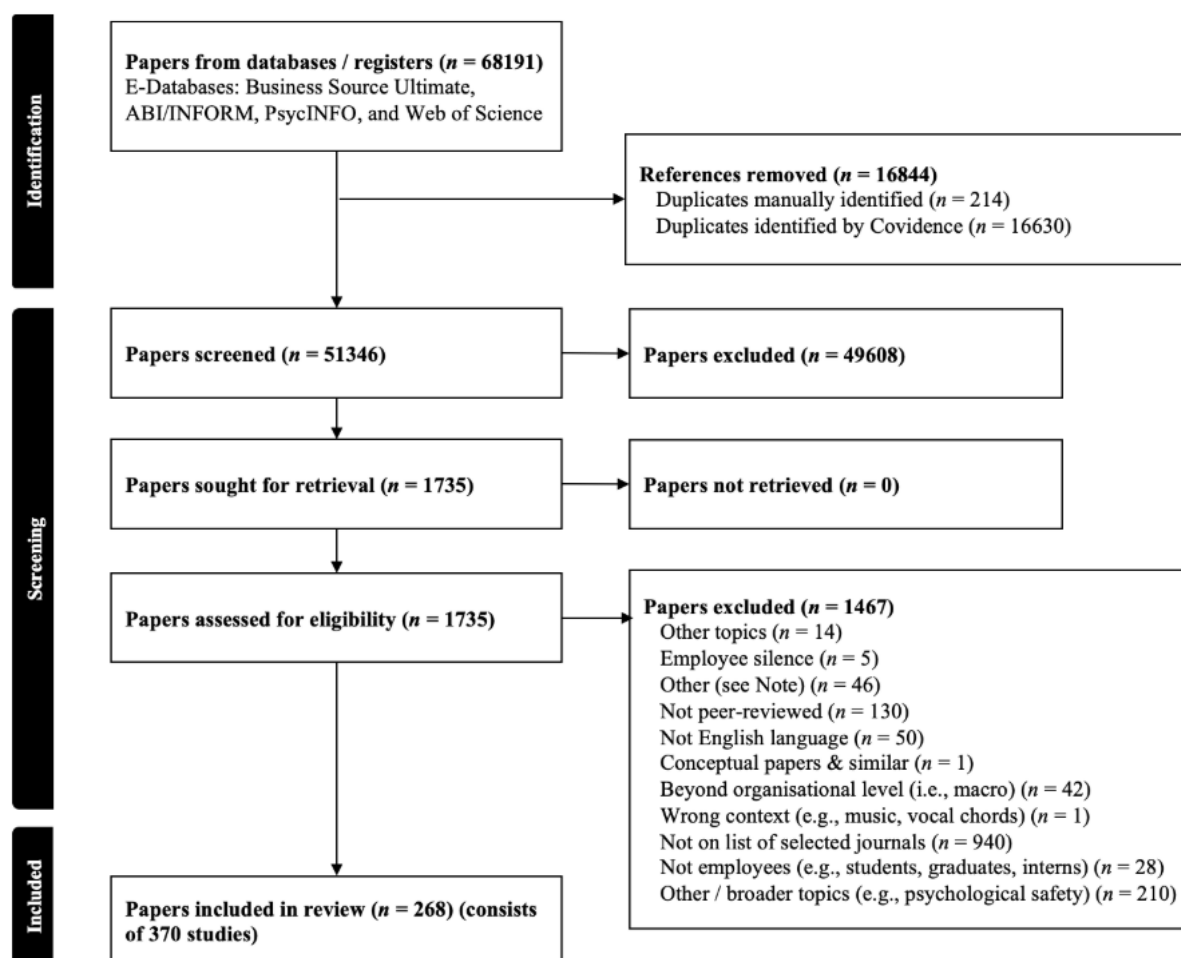 Identification
Papers from databases / registers (n = 68191)
E-Databases: Business Source Ultimate,
ABI/INFORM, PsycINFO, and Web of Science
References removed (n = 16844)
Duplicates manually identified (n = 214)
Duplicates identified by Covidence (n = 16630)
Screening
Papers screened (n = 51346)
Papers excluded (n = 49608)
Papers sought for retrieval (n = 1735)
Papers not retrieved (n = 0)
Papers assessed for eligibility (n = 1735)
Papers excluded (n = 1467)
Other topics (n = 14)
Employee silence (n = 5)
Other (see Note) (n = 46)
Not peer-reviewed (n = 130)
Not English language (n = 50)
Conceptual papers & similar (n = 1)
Beyond organisational level (i.e., macro) (n = 42)
Wrong context (e.g., music, vocal chords) (n = 1)
Not on list of selected journals (n = 940)
Not employees (e.g., students, graduates, interns) (n = 28)
Other / broader topics (e.g., psychological safety) (n = 210)
Included
Papers included in review (n = 268) (consists
of 370 studies)